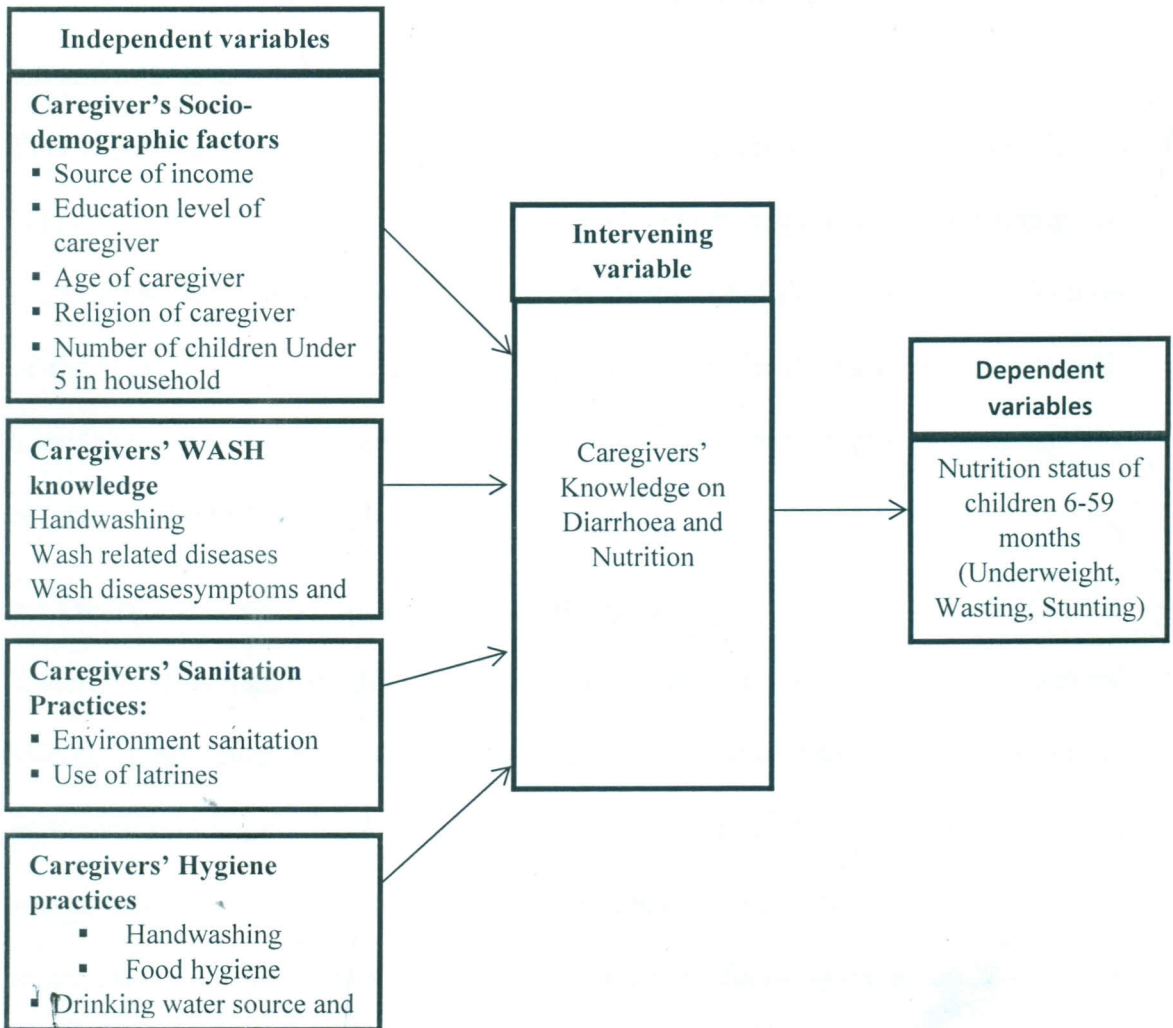 Independent variables
Caregiver's Socio-
demographic factors
▪ Source of income
▪ Education level of
caregiver
▪ Age of caregiver
▪ Religion of caregiver
▪ Number of children Under
5 in household
Caregivers' WASH
knowledge
Handwashing
Wash related diseases
Wash diseasesymptoms and
Caregivers' Sanitation
Practices:
▪ Environment sanitation
▪ Use of latrines
Caregivers' Hygiene
practices
▪ Handwashing
▪ Food hygiene
▪ Drinking water source and
Intervening
variable
Caregivers'
Knowledge on
Diarrhoea and
Nutrition
Dependent
variables
Nutrition status of
children 6-59
months
(Underweight,
Wasting, Stunting)